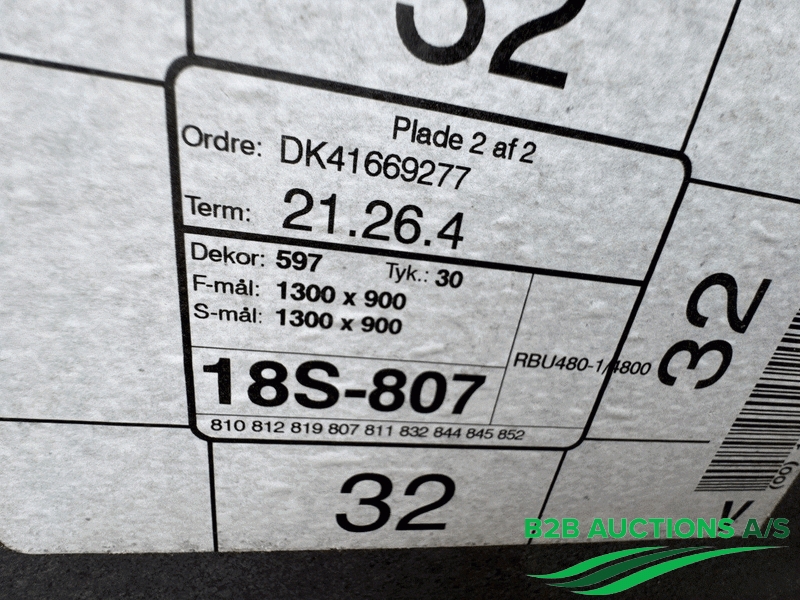 32
Plade 2 af 2
Ordre: DK41669277
Term: 21.26.4
Dekor: 597 Tyk.: 30
F-mål: 1300 x 900
S-mål: 1300 x 900
18S-807
RBU480-1/4800
810 812 819 807 811 832 844 845 852
32
32
(00)
B2B AUCTIONS A/S